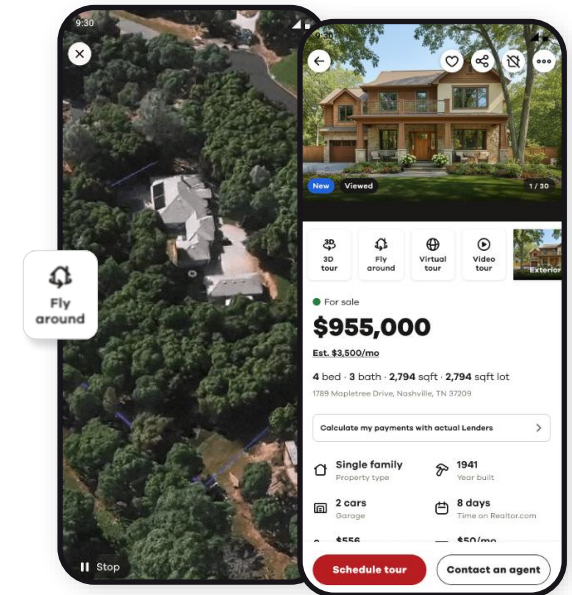 9:30
Fly
around
Stop
9:30
New
Viewed
1 / 30
3D
tour
Fly
around
Virtual
tour
Video
tour
Exterior
For sale
$955,000
Est. $3,500/mo
4 bed · 3 bath · 2,794 sqft · 2,794 sqft lot
1789 Mapletree Drive, Nashville, TN 37209
Calculate my payments with actual Lenders
Single family
Property type
1941
Year built
2 cars
Garage
8 days
Time on Realtor.com
$556
$50/mo
Schedule tour
Contact an agent